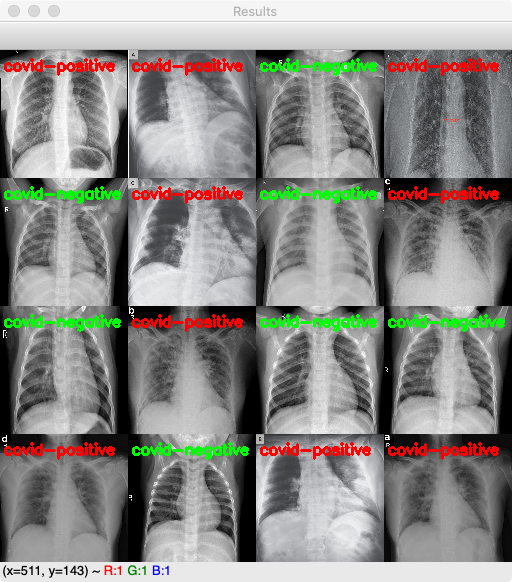 Results
covid-positive covid-positive covid-negative covid-positive
covid-negative covid-positive covid-negative covid-positive
covid-negative covid-positive covid-negative covid-negative
covid-positive covid-negative covid-positive covid-positive
(x=511, y=143) ~ R:1 G:1 B:1